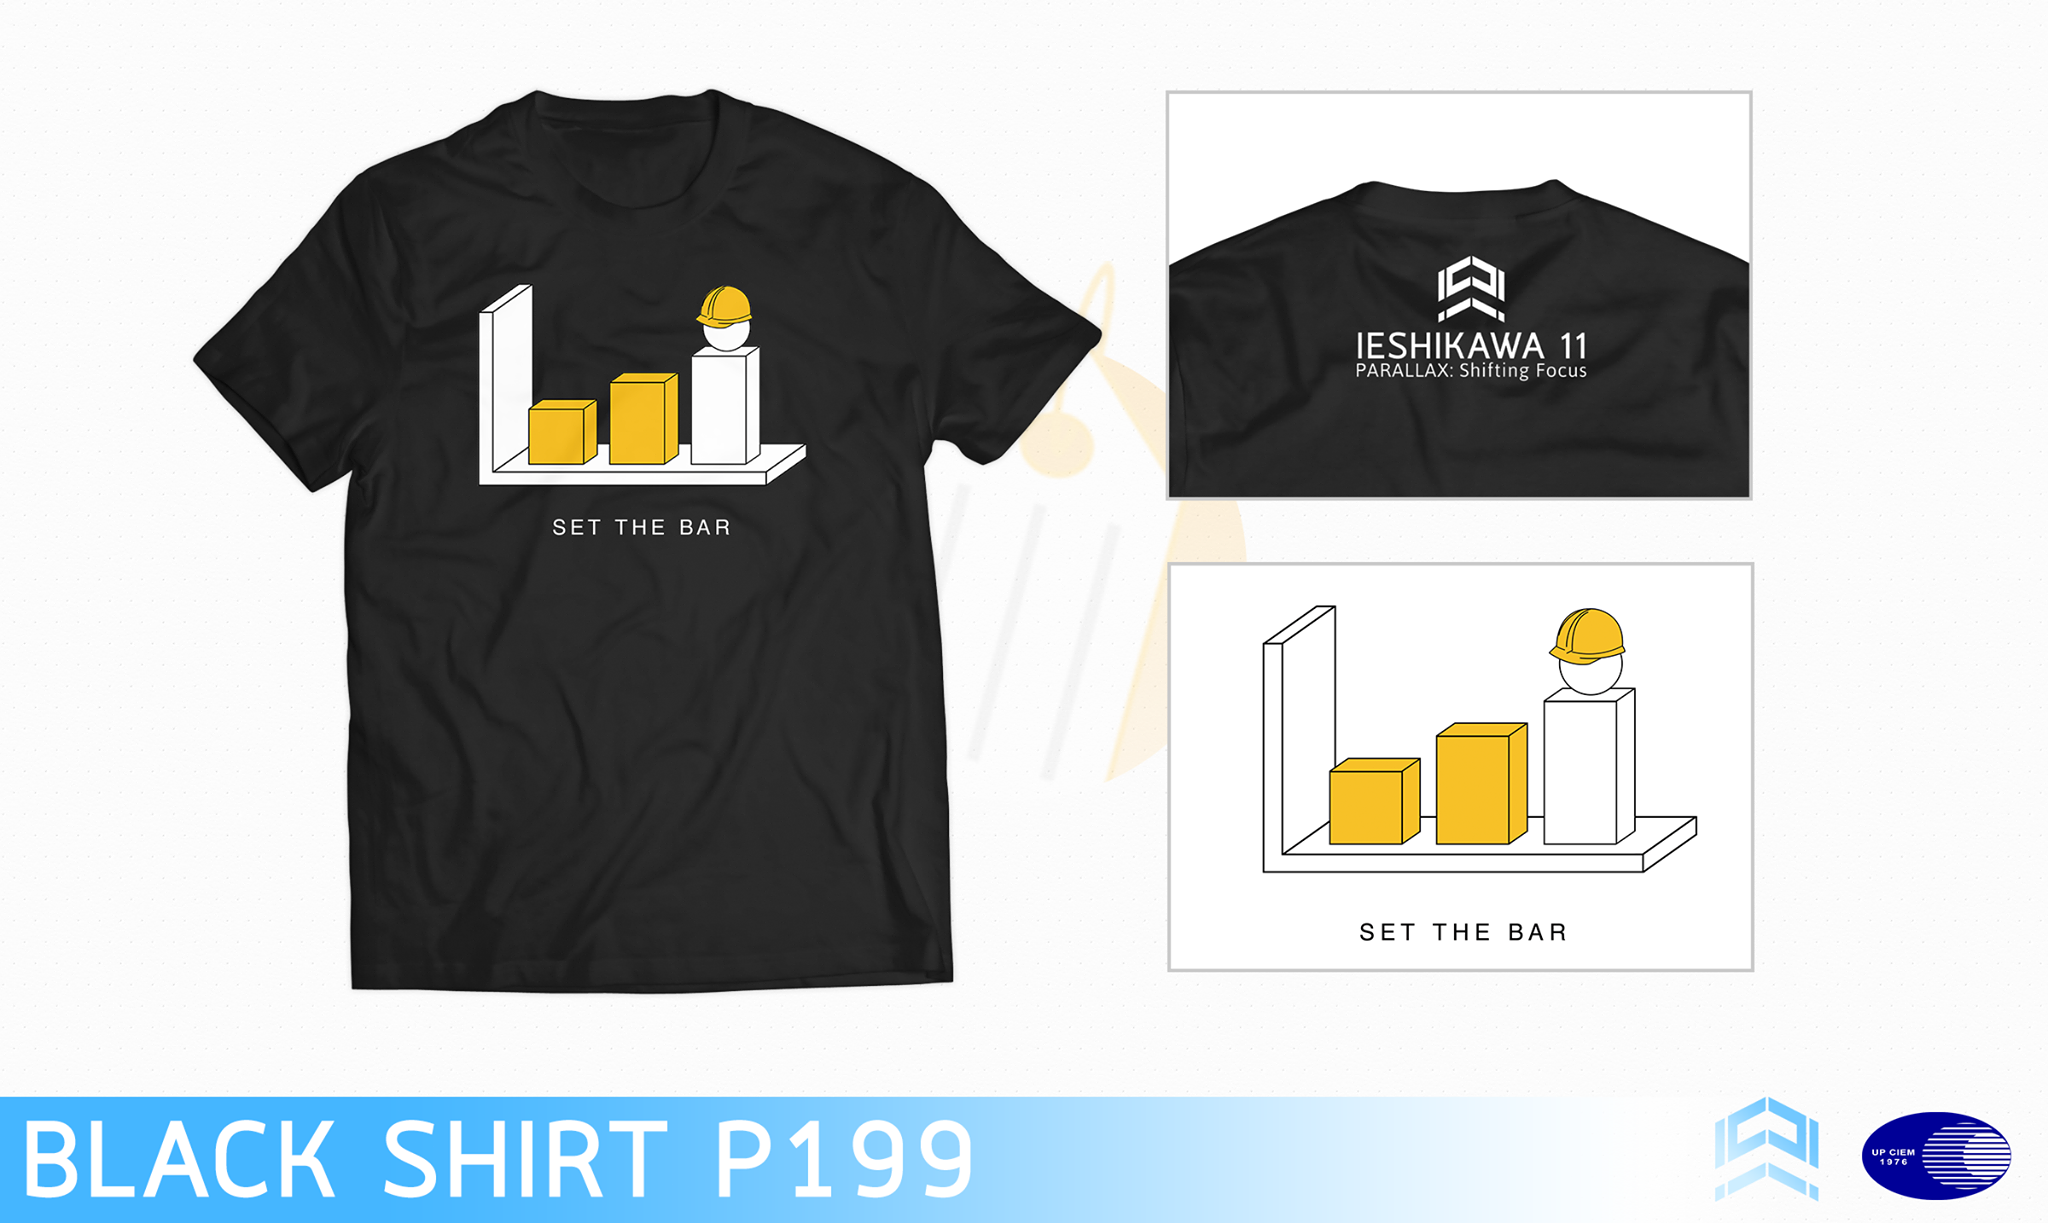 SET THE BAR
IESHIKAWA 11
PARALLAX: Shifting Focus
SET THE BAR
BLACK SHIRT P199
UP CIEM
1976